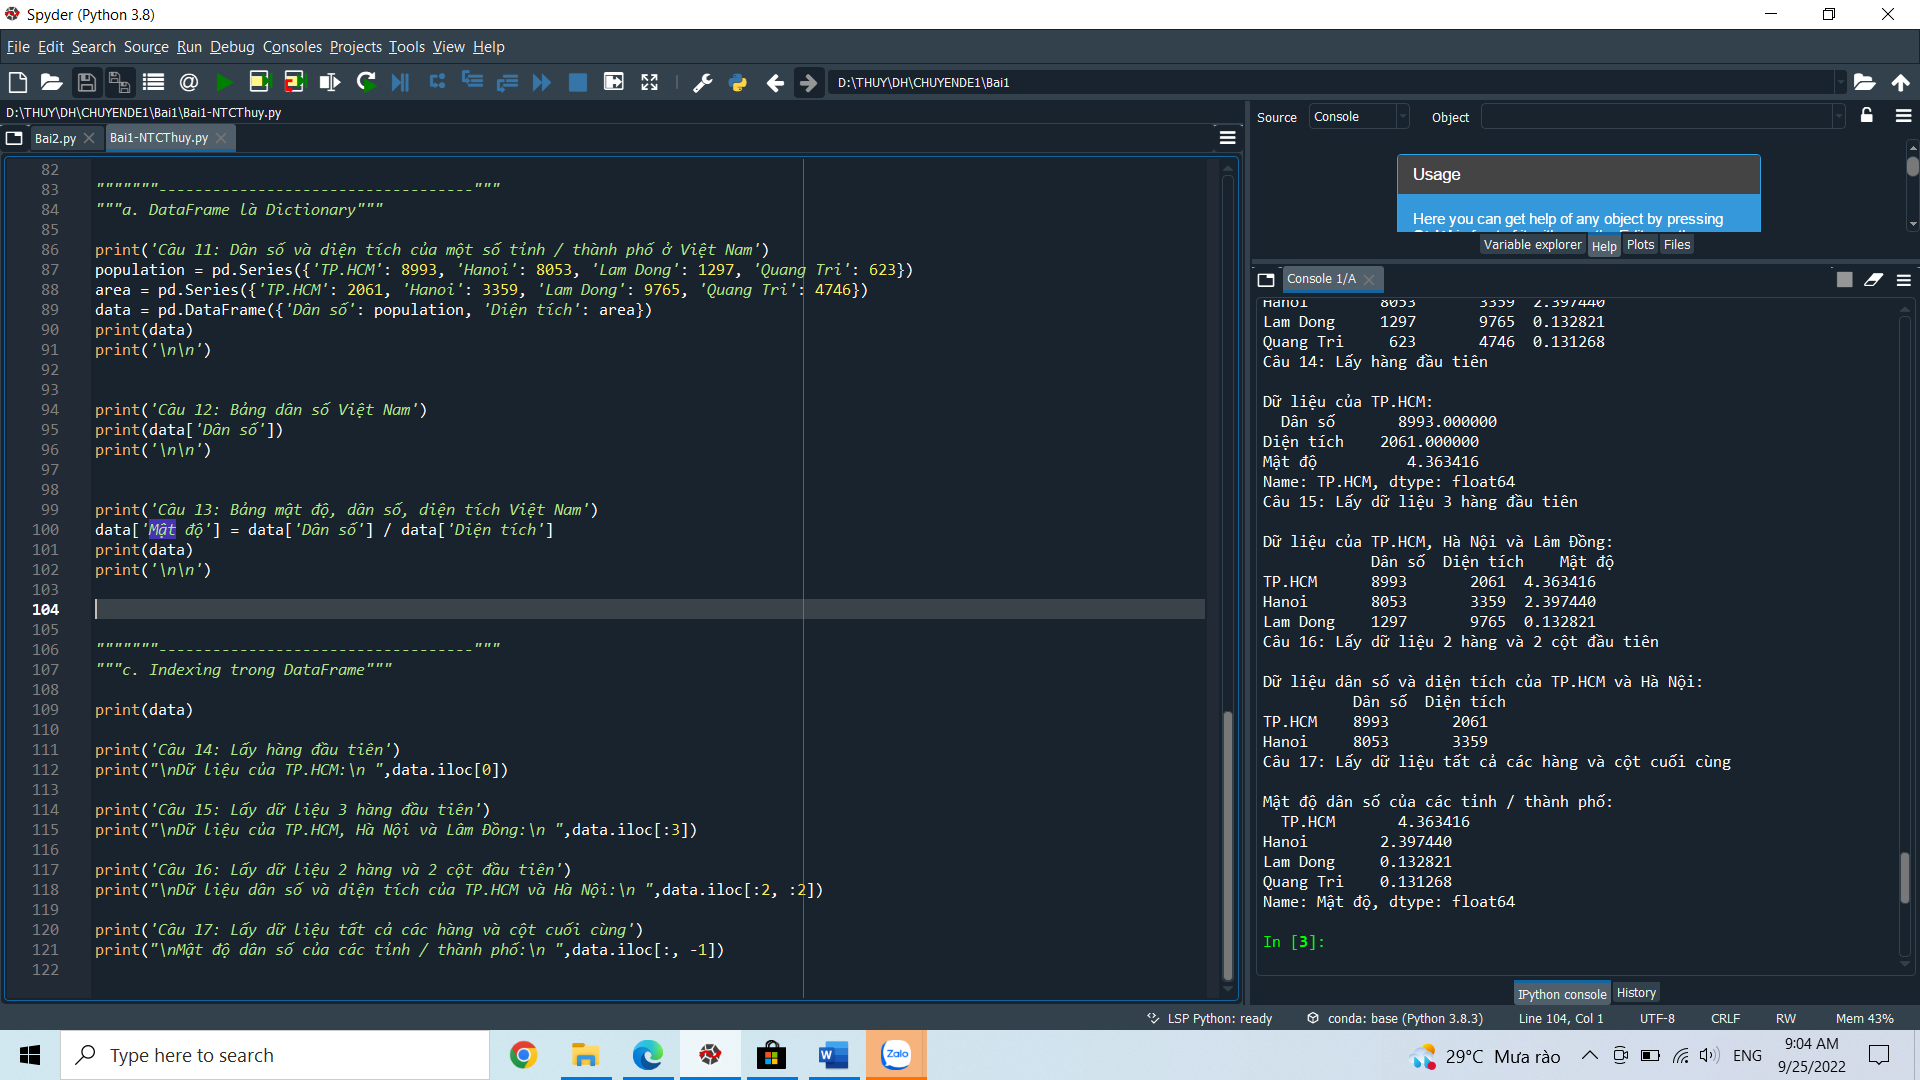 Spyder (Python 3.8)
File Edit Search Source Run Debug Consoles Projects Tools View Help
D:\THUY\DH\CHUYENDE1\Bai1
D:\THUY\DH\CHUYENDE1\Bai1\Bai1-NTCThuy.py
Bai2.py Bai1-NTCThuy.py
82
83 """""""-----------------------------------"""
84 """a. DataFrame là Dictionary"""
85
86 print('Câu 11: Dân số và diện tích của một số tỉnh / thành phố ở Việt Nam')
87 population = pd.Series({'TP.HCM': 8993, 'Hanoi': 8053, 'Lam Dong': 1297, 'Quang Tri': 623})
88 area = pd.Series({'TP.HCM': 2061, 'Hanoi': 3359, 'Lam Dong': 9765, 'Quang Tri': 4746})
89 data = pd.DataFrame({'Dân số': population, 'Diện tích': area})
90 print(data)
91 print('\n\n')
92
93
94 print('Câu 12: Bảng dân số Việt Nam')
95 print(data['Dân số'])
96 print('\n\n')
97
98
99 print('Câu 13: Bảng mật độ, dân số, diện tích Việt Nam')
100 data['Mật độ'] = data['Dân số'] / data['Diện tích']
101 print(data)
102 print('\n\n')
103
104
105
106 """""""-----------------------------------"""
107 """c. Indexing trong DataFrame"""
108
109 print(data)
110
111 print('Câu 14: Lấy hàng đầu tiên')
112 print("\nDữ liệu của TP.HCM:\n ",data.iloc[0])
113
114 print('Câu 15: Lấy dữ liệu 3 hàng đầu tiên')
115 print("\nDữ liệu của TP.HCM, Hà Nội và Lâm Đồng:\n ",data.iloc[:3])
116
117 print('Câu 16: Lấy dữ liệu 2 hàng và 2 cột đầu tiên')
118 print("\nDữ liệu dân số và diện tích của TP.HCM và Hà Nội:\n ",data.iloc[:2, :2])
119
120 print('Câu 17: Lấy dữ liệu tất cả các hàng và cột cuối cùng')
121 print("\nMật độ dân số của các tỉnh / thành phố:\n ",data.iloc[:, -1])
122
Source Console Object
Usage
Here you can get help of any object by pressing
Variable explorer Help Plots Files
Console 1/A
Hanoi 8053 3359 2.397440
Lam Dong 1297 9765 0.132821
Quang Tri 623 4746 0.131268
Câu 14: Lấy hàng đầu tiên
Dữ liệu của TP.HCM:
Dân số 8993.000000
Diện tích 2061.000000
Mật độ 4.363416
Name: TP.HCM, dtype: float64
Câu 15: Lấy dữ liệu 3 hàng đầu tiên
Dữ liệu của TP.HCM, Hà Nội và Lâm Đồng:
Dân số Diện tích Mật độ
TP.HCM 8993 2061 4.363416
Hanoi 8053 3359 2.397440
Lam Dong 1297 9765 0.132821
Câu 16: Lấy dữ liệu 2 hàng và 2 cột đầu tiên
Dữ liệu dân số và diện tích của TP.HCM và Hà Nội:
Dân số Diện tích
TP.HCM 8993 2061
Hanoi 8053 3359
Câu 17: Lấy dữ liệu tất cả các hàng và cột cuối cùng
Mật độ dân số của các tỉnh / thành phố:
TP.HCM 4.363416
Hanoi 2.397440
Lam Dong 0.132821
Quang Tri 0.131268
Name: Mật độ, dtype: float64
In [3]:
IPython console History
LSP Python: ready conda: base (Python 3.8.3) Line 104, Col 1 UTF-8 CRLF RW Mem 43%
Type here to search
Zalo
29°C Mưa rào ENG
9:04 AM
9/25/2022